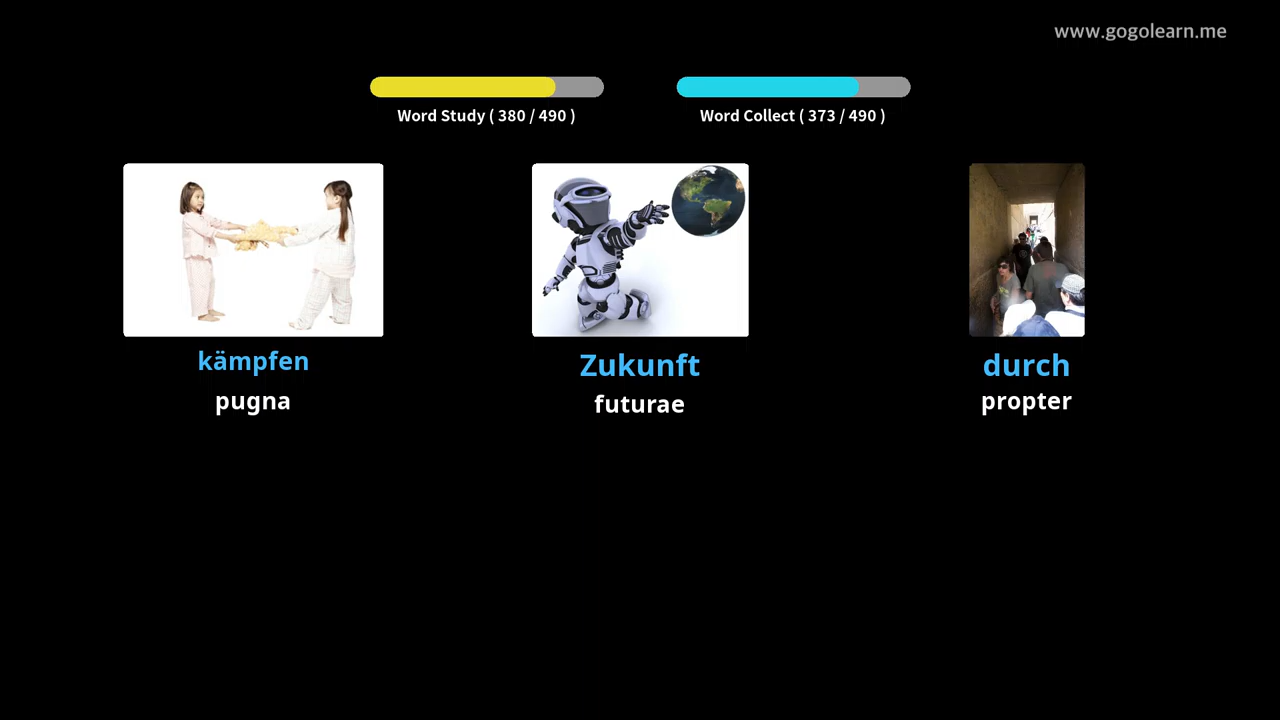 www.gogolearn.me
Word Study ( 380 / 490 )
Word Collect ( 373 / 490 )
kämpfen
pugna
Zukunft
futurae
durch
propter